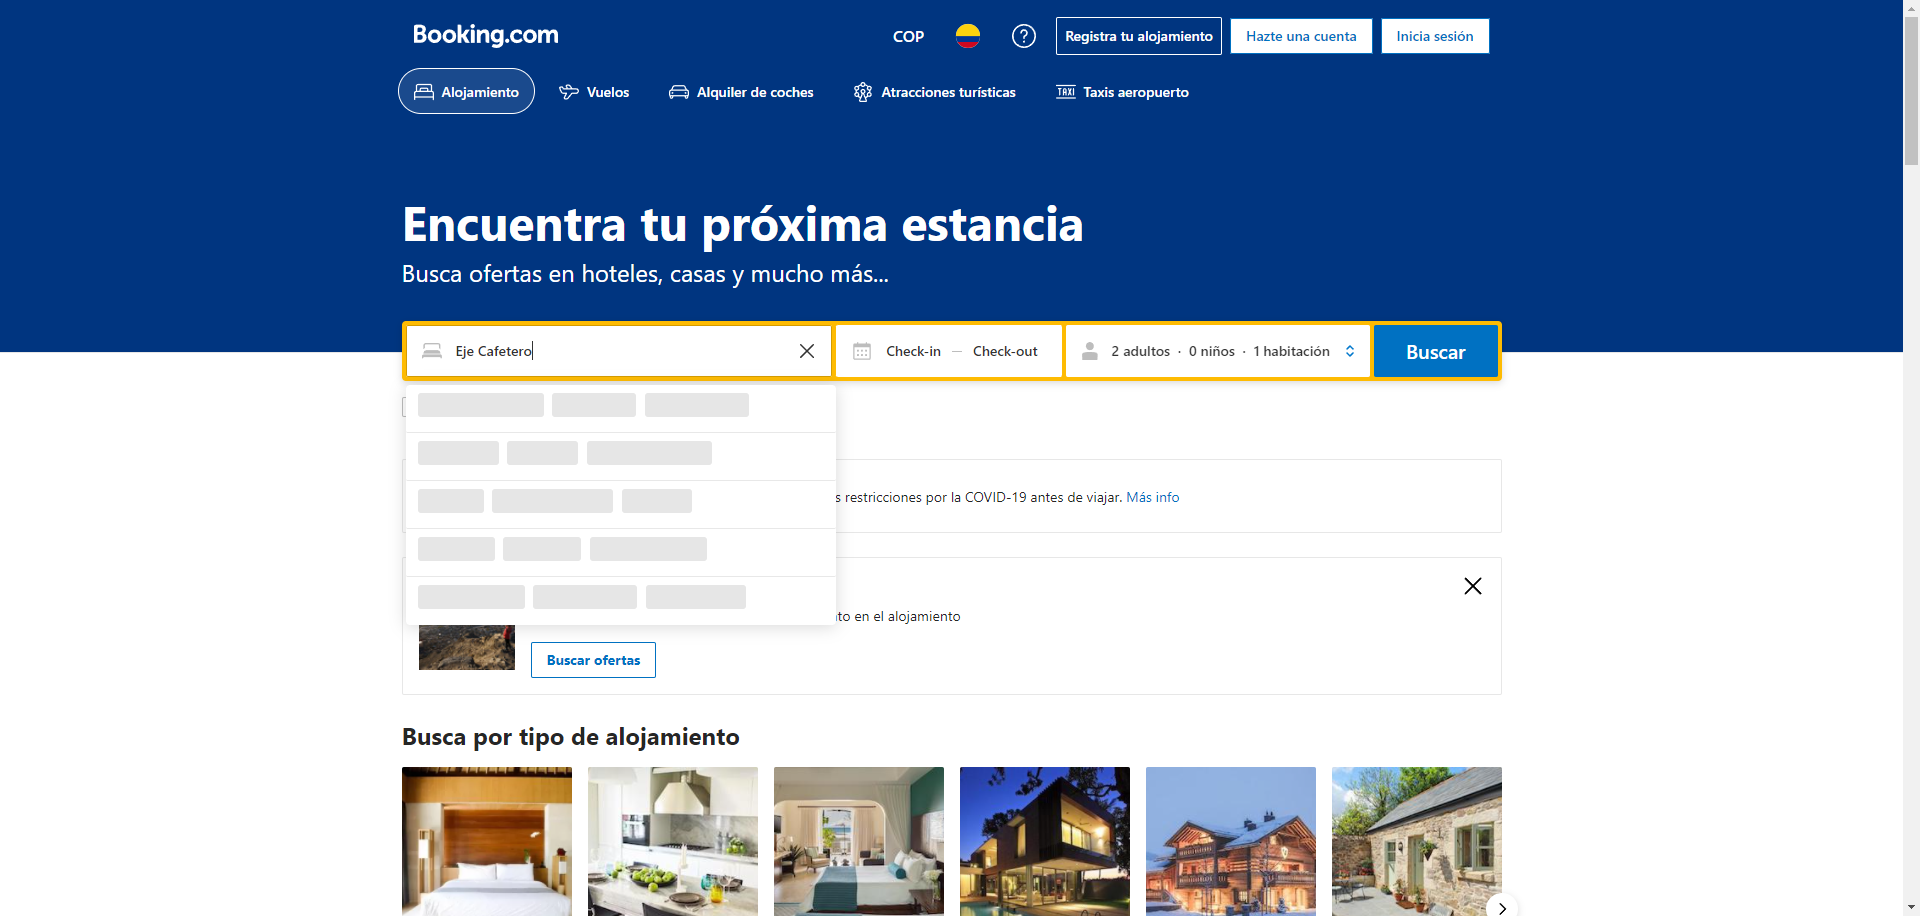 Booking.com
COP
Registra tu alojamiento
Hazte una cuenta
Inicia sesión
Alojamiento
Vuelos
Alquiler de coches
Atracciones turísticas
TAXI Taxis aeropuerto
Encuentra tu próxima estancia
Busca ofertas en hoteles, casas y mucho más...
Eje Cafetero
Check-in — Check-out
2 adultos · 0 niños · 1 habitación
Buscar
restricciones por la COVID-19 antes de viajar. Más info
en el alojamiento
Buscar ofertas
Busca por tipo de alojamiento